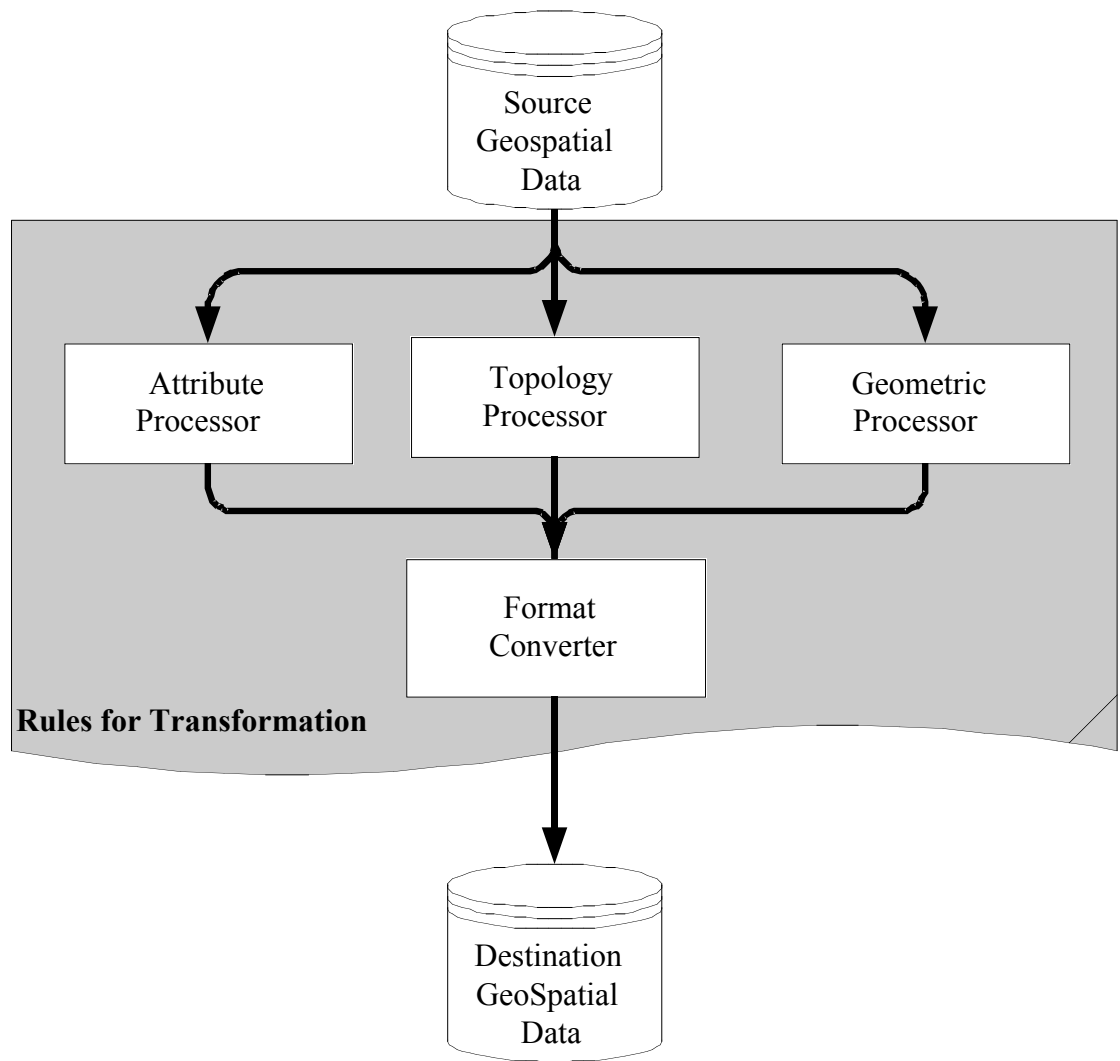 Source
Geospatial
Data
Attribute
Processor
Topology
Processor
Geometric
Processor
Format
Converter
Rules for Transformation
Destination
GeoSpatial
Data